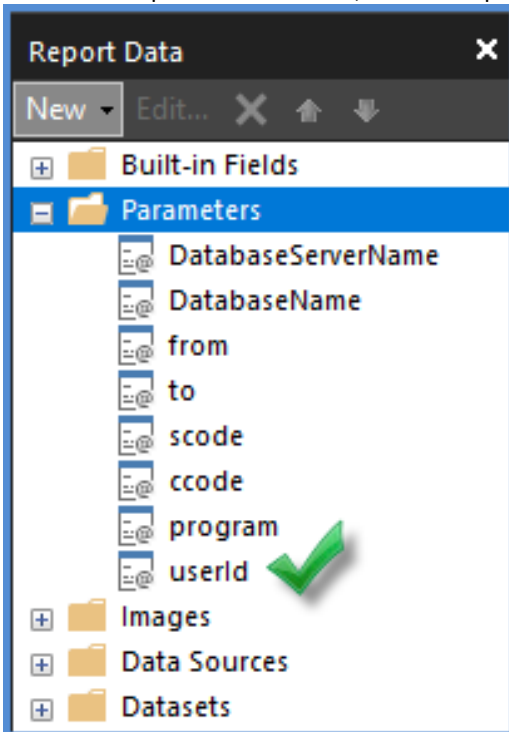 Report Data
New Edit...
Built-in Fields
Parameters
DatabaseServerName
DatabaseName
from
to
scode
ccode
program
userId
Images
Data Sources
Datasets